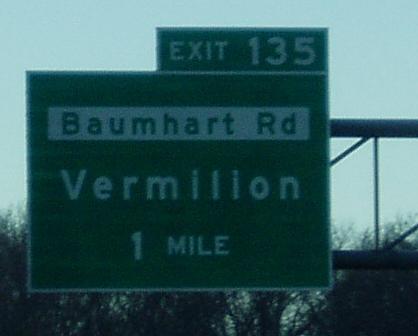 EXIT 135
Baumhart Rd
Vermilion
1 MILE